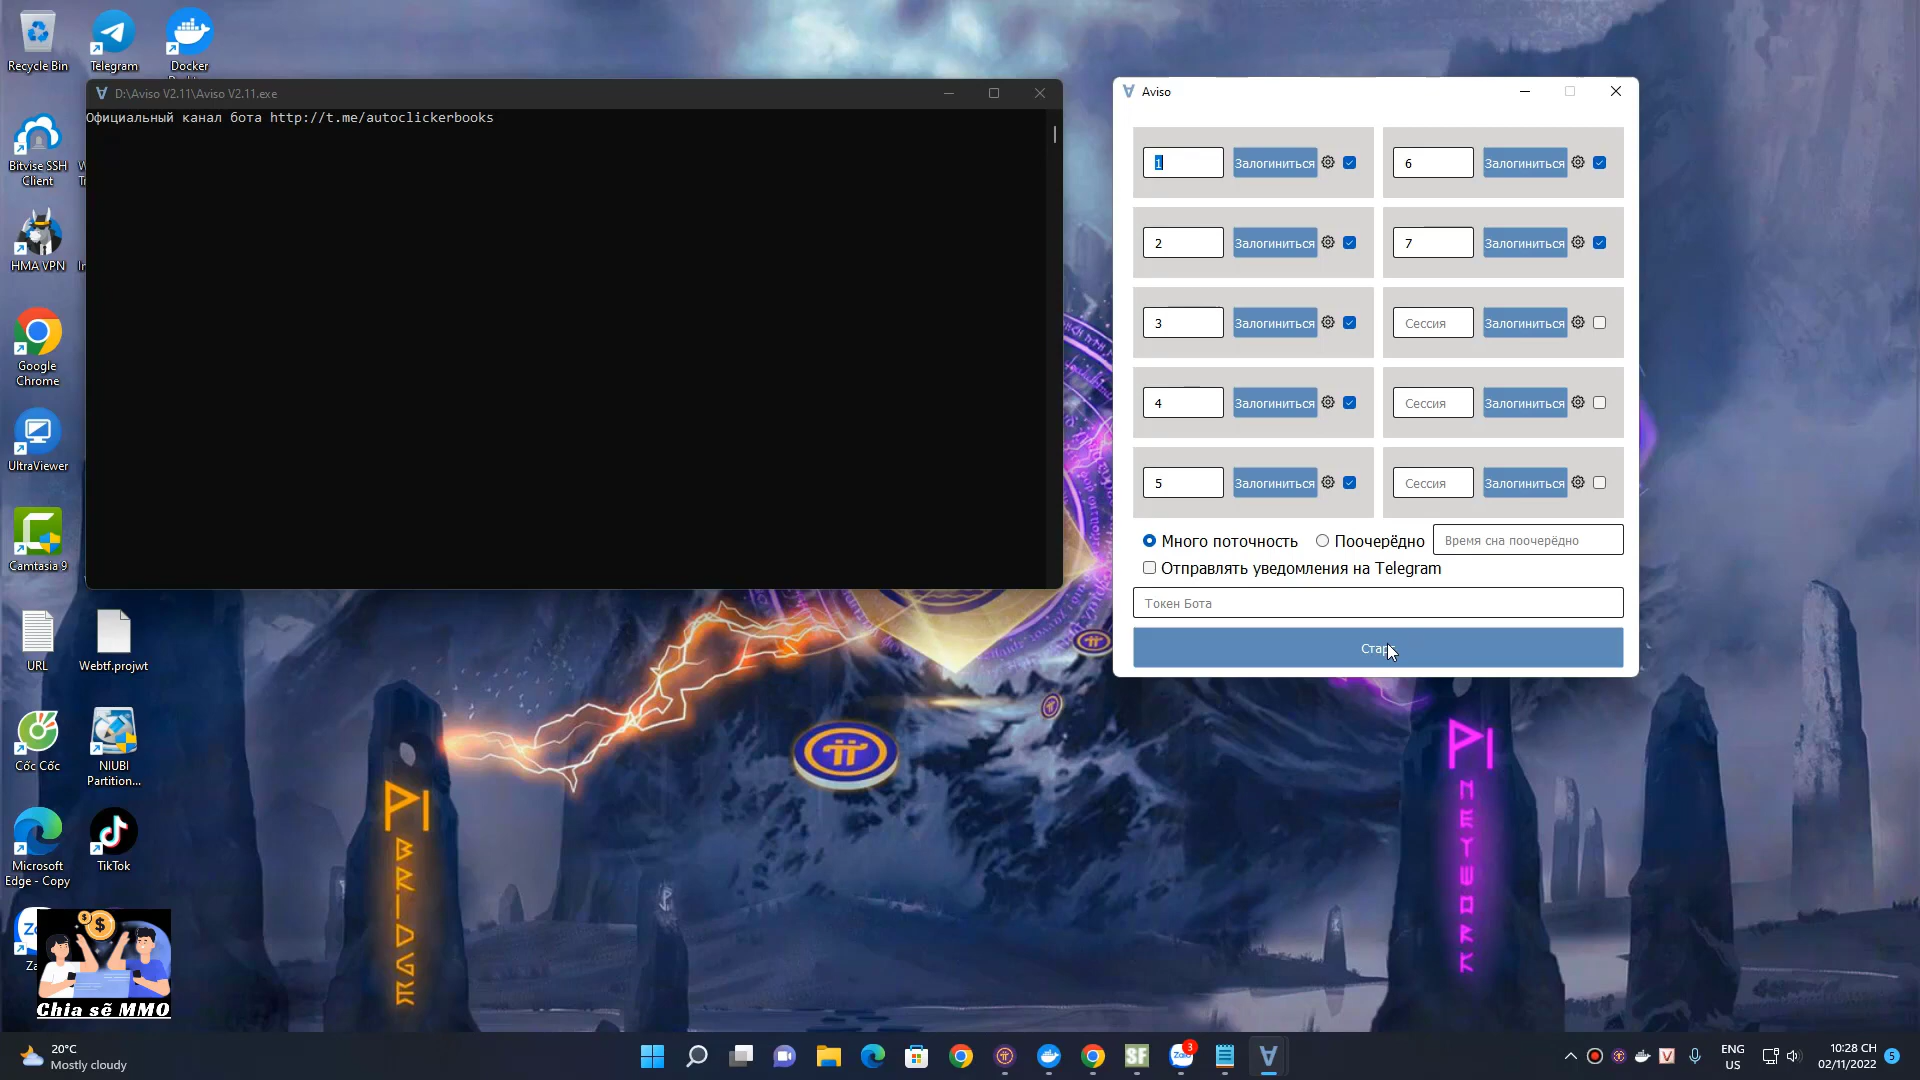 Recycle Bin
Telegram
Docker
Bitvise SSH
Client
HMA VPN
Google
Chrome
UltraViewer
Camtasia 9
URL
Webtf.projwt
Cốc Cốc
NIUBI
Partition...
Microsoft
Edge - Copy
TikTok
Za
Chia sẽ MMO
D:\Aviso V2.11\Aviso V2.11.exe
Официальный канал бота http://t.me/autoclickerbooks
Aviso
1 Залогиниться
6 Залогиниться
2 Залогиниться
7 Залогиниться
3 Залогиниться
Сессия Залогиниться
4 Залогиниться
Сессия Залогиниться
5 Залогиниться
Сессия Залогиниться
Много поточность Поочерёдно Время сна поочерёдно
Отправлять уведомления на Telegram
Токен Бота
20°C
Mostly cloudy
3
ENG
US
10:28 CH
02/11/2022
5